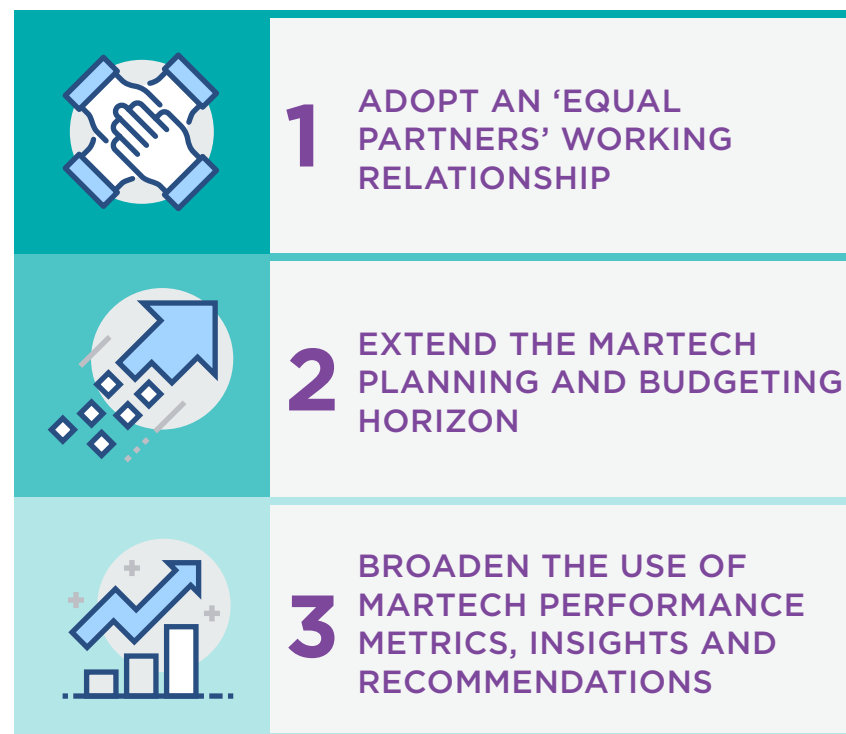 1
ADOPT AN ‘EQUAL
PARTNERS’ WORKING
RELATIONSHIP
2
EXTEND THE MARTECH
PLANNING AND BUDGETING
HORIZON
3
BROADEN THE USE OF
MARTECH PERFORMANCE
METRICS, INSIGHTS AND
RECOMMENDATIONS